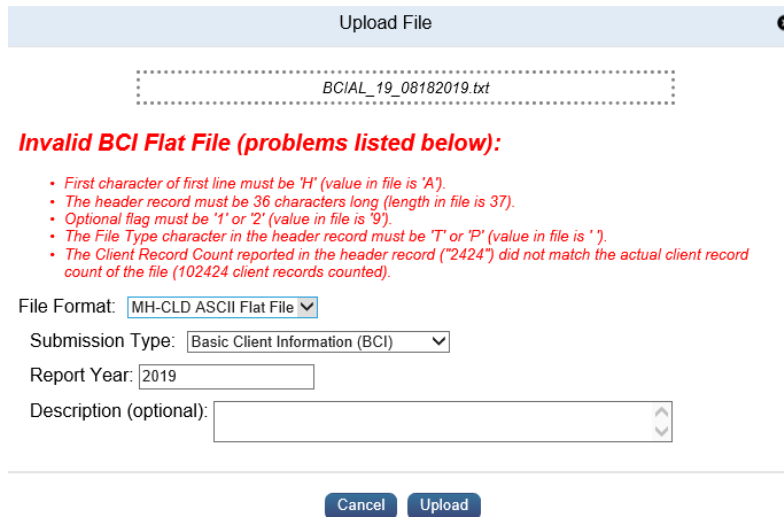 Upload File
BCIAL_19_08182019.txt
Invalid BCI Flat File (problems listed below):
• First character of first line must be 'H' (value in file is 'A').
• The header record must be 36 characters long (length in file is 37).
• Optional flag must be '1' or '2' (value in file is '9').
• The File Type character in the header record must be 'T' or 'P' (value in file is ' ').
• The Client Record Count reported in the header record ("2424") did not match the actual client record
count of the file (102424 client records counted).
File Format: MH-CLD ASCII Flat File
Submission Type: Basic Client Information (BCI)
Report Year: 2019
Description (optional):
Cancel Upload